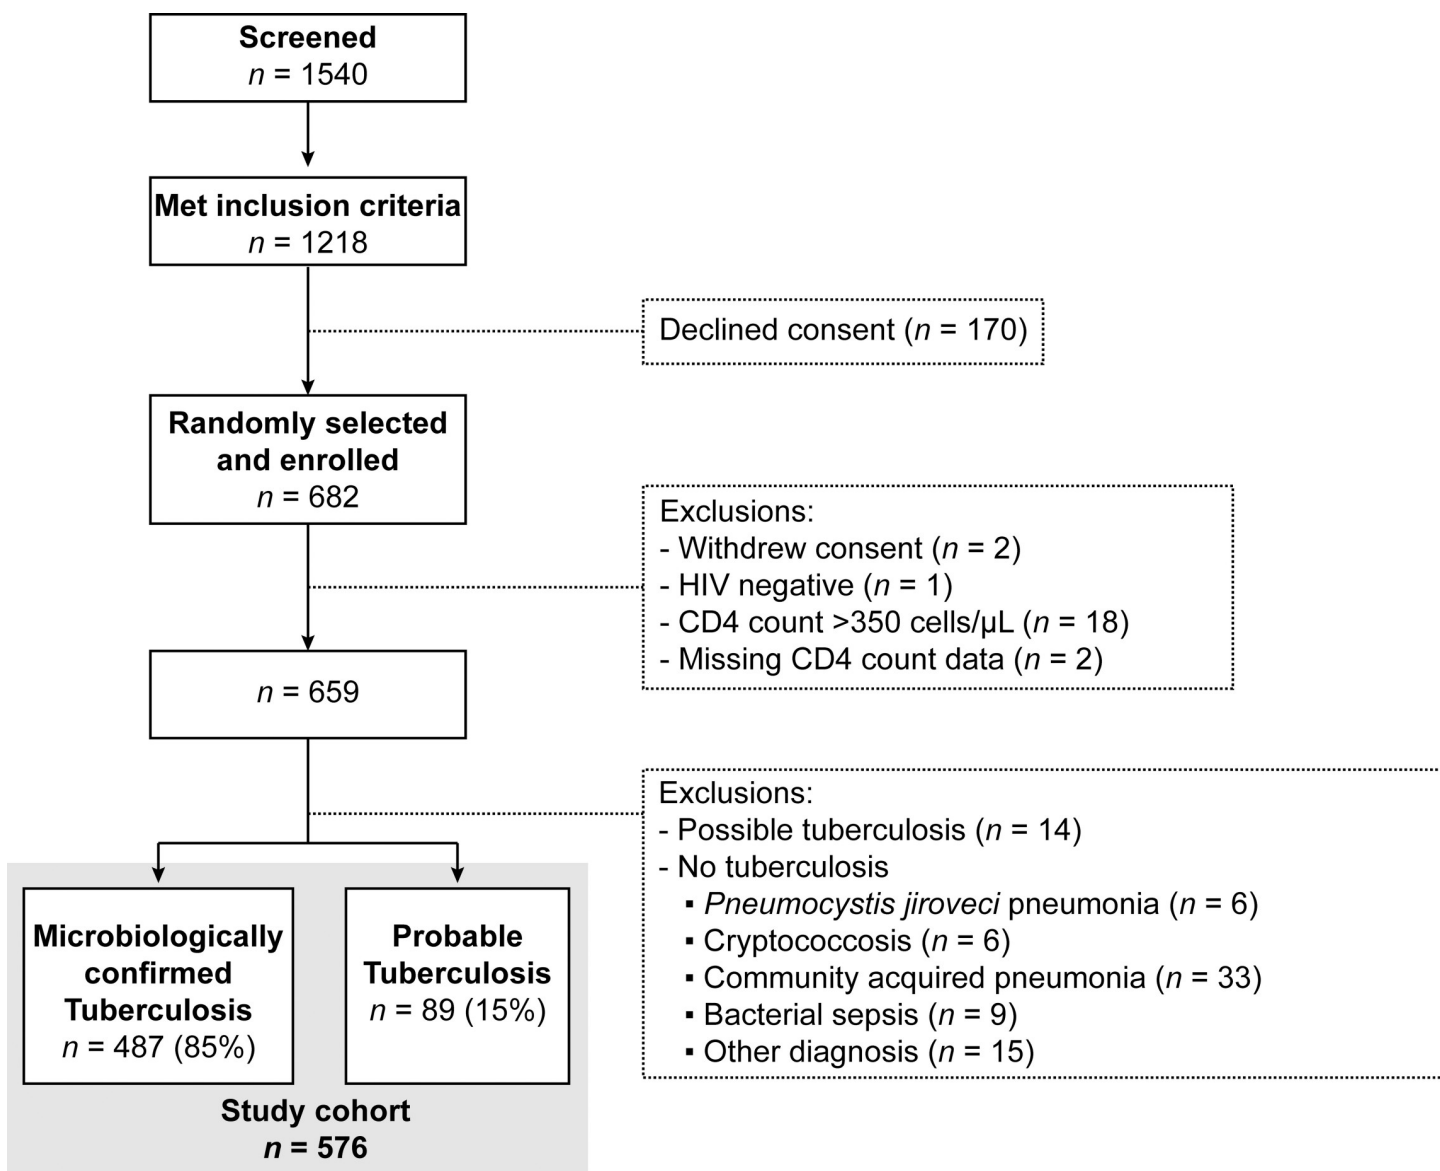 Screened
n = 1540
Met inclusion criteria
n = 1218
Declined consent (n = 170)
Randomly selected
and enrolled
n = 682
Exclusions:
- Withdrew consent (n = 2)
- HIV negative (n = 1)
- CD4 count >350 cells/µL (n = 18)
- Missing CD4 count data (n = 2)
n = 659
Exclusions:
- Possible tuberculosis (n = 14)
- No tuberculosis
▪ Pneumocystis jiroveci pneumonia (n = 6)
▪ Cryptococcosis (n = 6)
▪ Community acquired pneumonia (n = 33)
▪ Bacterial sepsis (n = 9)
▪ Other diagnosis (n = 15)
Microbiologically
confirmed
Tuberculosis
n = 487 (85%)
Probable
Tuberculosis
n = 89 (15%)
Study cohort
n = 576